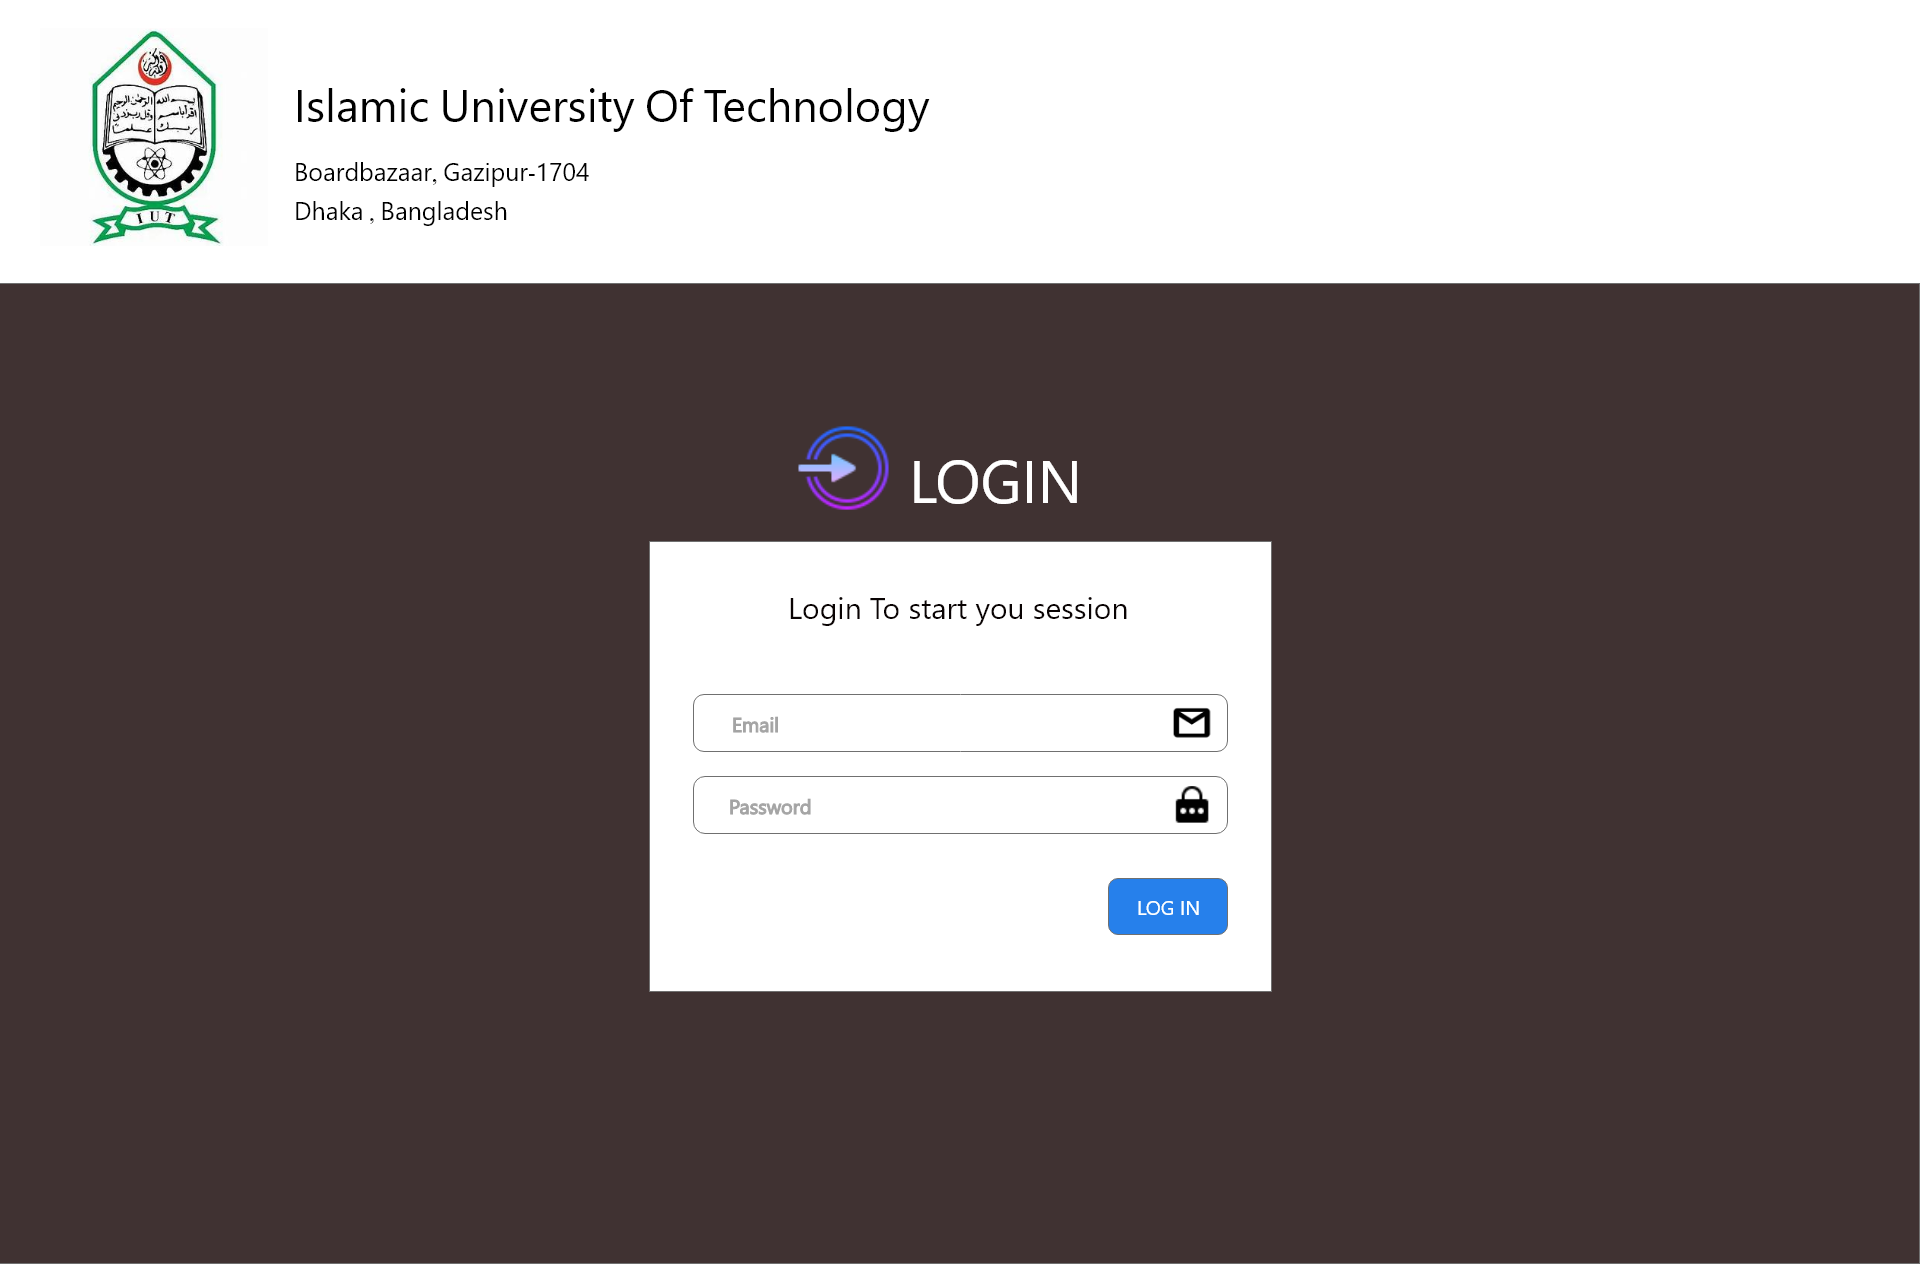 Islamic University Of Technology
Boardbazaar, Gazipur-1704
Dhaka , Bangladesh
IUT
LOGIN
Login To start you session
Email
Password
LOG IN